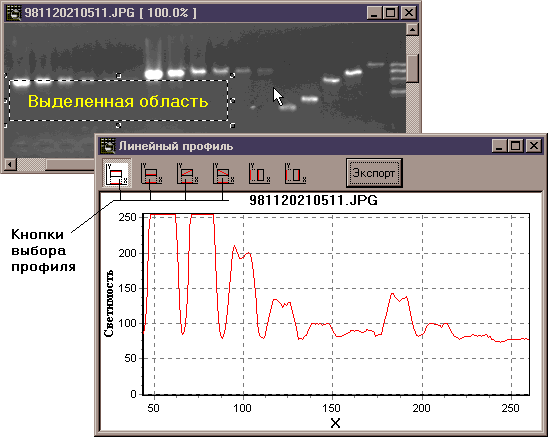 981120210511.JPG [ 100.0% ]
Выделенная область
Линейный профиль
Y X Y X Y X Y X Y X Y X
Экспорт
981120210511.JPG
Кнопки
выбора
профиля
Светимость
250
200
150
100
50
0
50 100 150 200 250
X